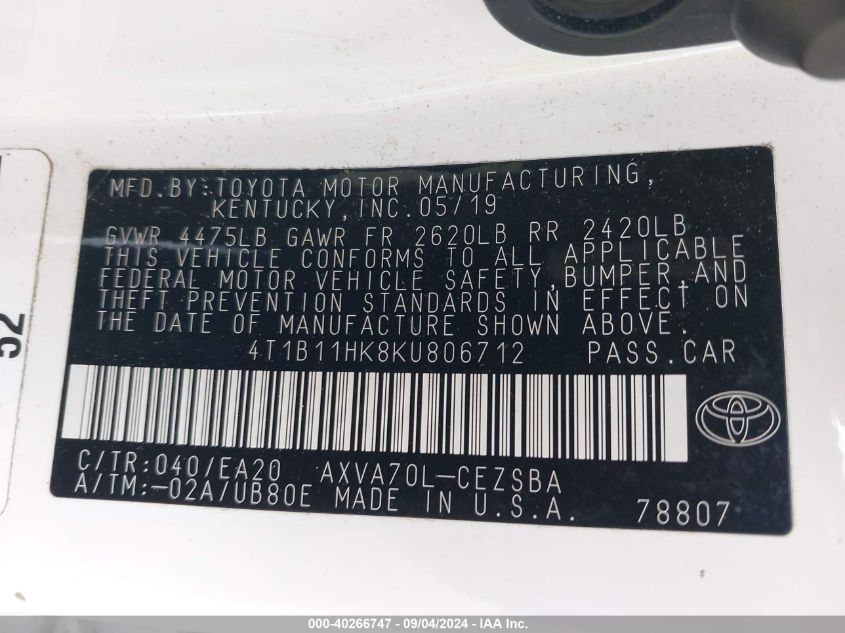 52
MFD.BY:TOYOTA MOTOR MANUFACTURING,
KENTUCKY,INC.05/19
GVWR 4475LB GAWR FR 2620LB RR 2420LB
THIS VEHICLE CONFORMS TO ALL APPLICABLE
FEDERAL MOTOR VEHICLE SAFETY,BUMPER,AND
THEFT PREVENTION STANDARDS IN EFFECT ON
THE DATE OF MANUFACTURE SHOWN ABOVE.
4T1B11HK8KU806712 PASS.CAR
C/TR:040/EA20 AXVA70L-CEZSBA
A/TM:-02A/UB80E MADE IN U.S.A. 78807
000-40266747 - 09/04/2024 - IAAI.com